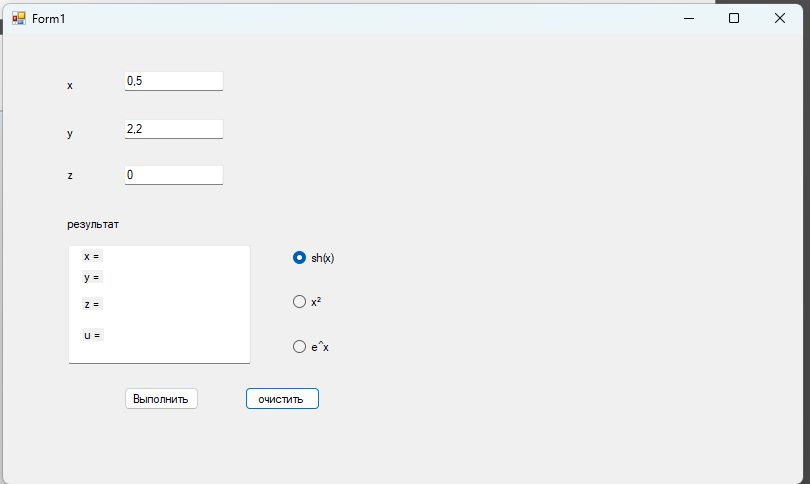 Form1
x 0,5
y 2,2
z 0
результат
x =
y =
z =
u =
sh(x)
x²
e^x
Выполнить очистить